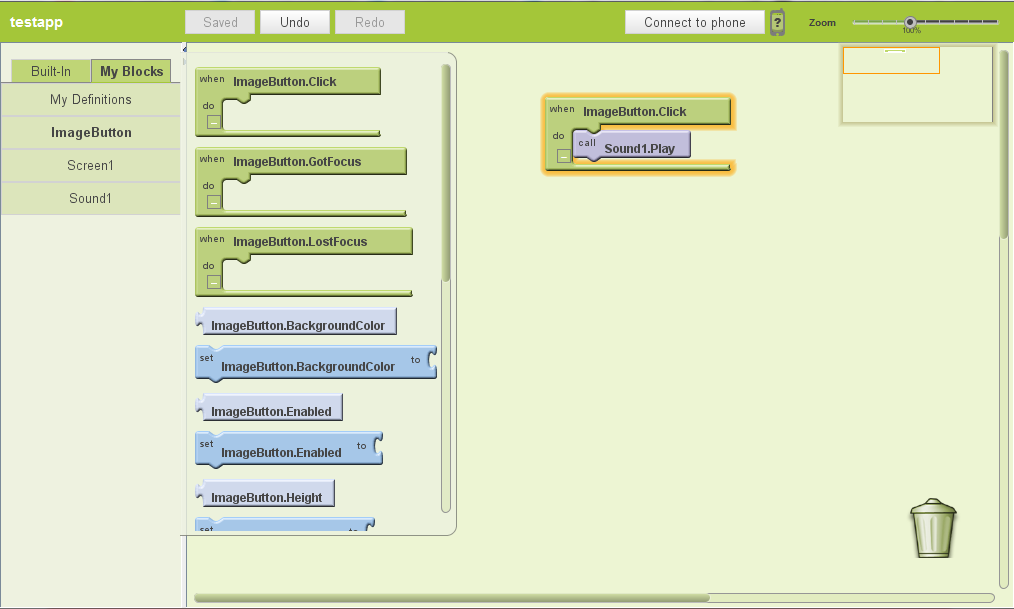 testapp
Saved
Undo
Redo
Connect to phone
?
Zoom
100%
Built-In
My Blocks
My Definitions
ImageButton
Screen1
Sound1
when ImageButton.Click
do
when ImageButton.GotFocus
do
when ImageButton.LostFocus
do
ImageButton.BackgroundColor
set ImageButton.BackgroundColor to
ImageButton.Enabled
set ImageButton.Enabled to
ImageButton.Height
set to
when ImageButton.Click
do
call Sound1.Play